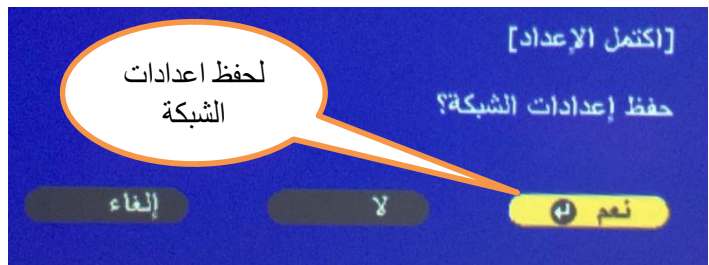 [اكتمل الإعداد]
حفظ إعدادات الشبكة؟
لحفظ اعدادات
الشبكة
نعم
لا
إلغاء